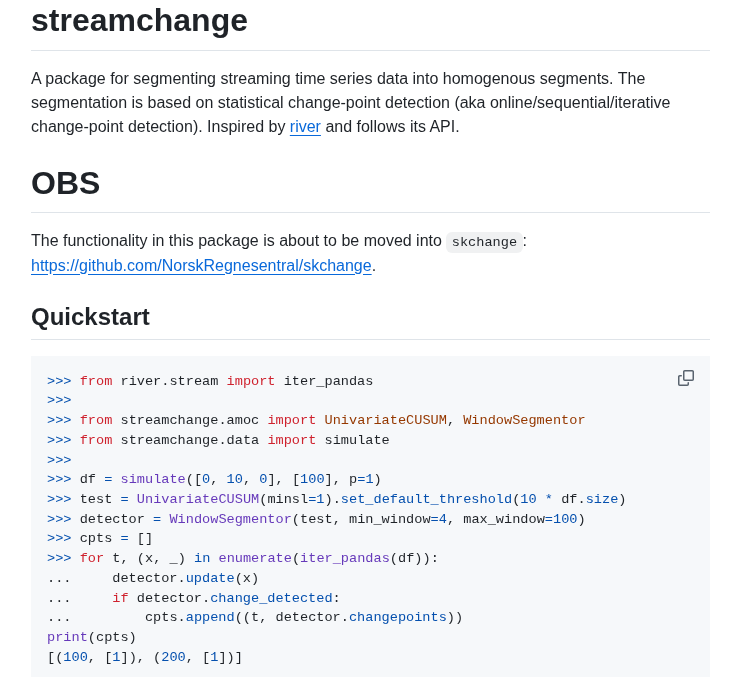 streamchange
A package for segmenting streaming time series data into homogenous segments. The
segmentation is based on statistical change-point detection (aka online/sequential/iterative
change-point detection). Inspired by river and follows its API.
OBS
The functionality in this package is about to be moved into skchange:
https://github.com/NorskRegnesentral/skchange.
Quickstart
>>> from river.stream import iter_pandas
>>>
>>> from streamchange.amoc import UnivariateCUSUM, WindowSegmentor
>>> from streamchange.data import simulate
>>>
>>> df = simulate([0, 10, 0], [100], p=1)
>>> test = UnivariateCUSUM(minsl=1).set_default_threshold(10 * df.size)
>>> detector = WindowSegmentor(test, min_window=4, max_window=100)
>>> cpts = []
>>> for t, (x, _) in enumerate(iter_pandas(df)):
...     detector.update(x)
...     if detector.change_detected:
...         cpts.append((t, detector.changepoints))
print(cpts)
[(100, [1]), (200, [1])]